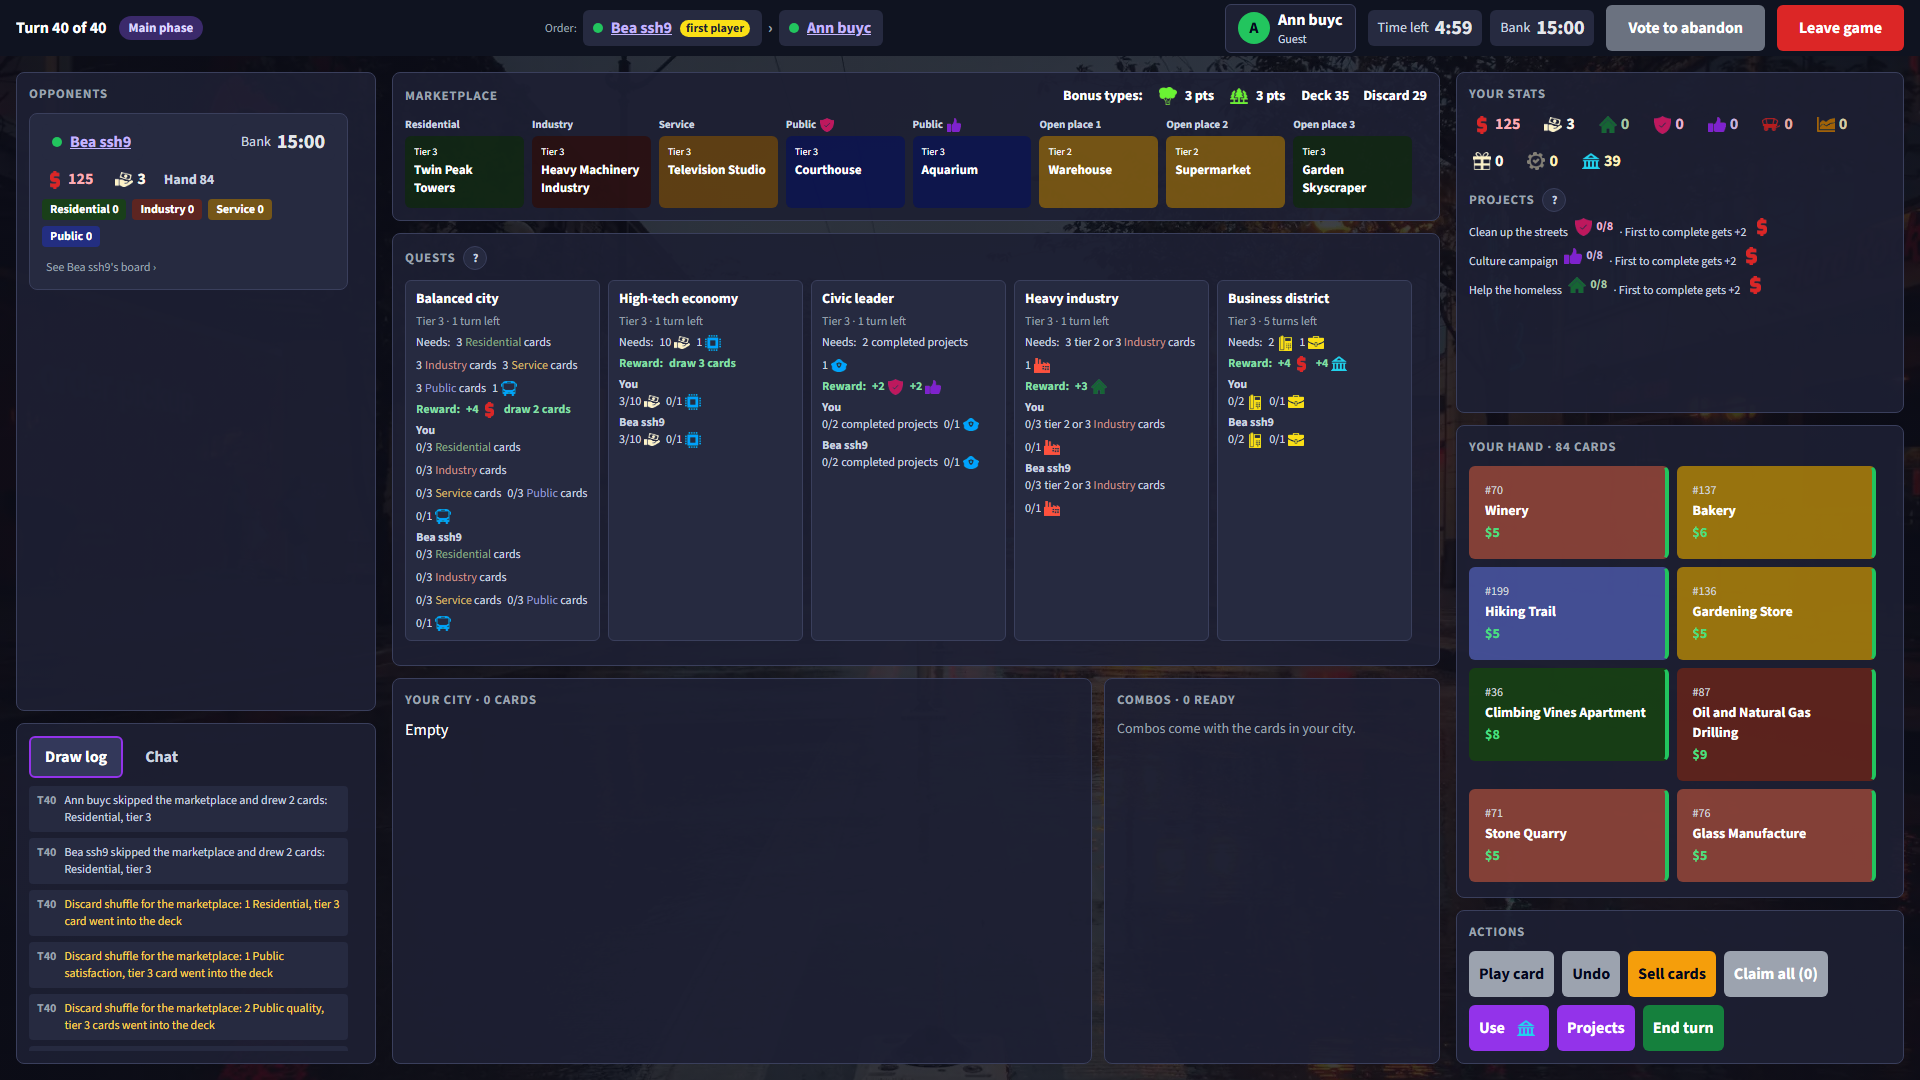 Turn 40 of 40
Main phase
Order:
Bea ssh9
first player
›
Ann buyc
A
Ann buyc
Guest
Time left 4:59
Bank 15:00
Vote to abandon
Leave game
OPPONENTS
Bea ssh9
Bank 15:00
125
3
Hand 84
Residential 0
Industry 0
Service 0
Public 0
See Bea ssh9's board ›
Draw log
Chat
T40 Ann buyc skipped the marketplace and drew 2 cards:
Residential, tier 3
T40 Bea ssh9 skipped the marketplace and drew 2 cards:
Residential, tier 3
T40 Discard shuffle for the marketplace: 1 Residential, tier 3
card went into the deck
T40 Discard shuffle for the marketplace: 1 Public
satisfaction, tier 3 card went into the deck
T40 Discard shuffle for the marketplace: 2 Public quality,
tier 3 cards went into the deck
MARKETPLACE
Bonus types: 3 pts 3 pts Deck 35 Discard 29
Residential
Tier 3
Twin Peak
Towers
Industry
Tier 3
Heavy Machinery
Industry
Service
Tier 3
Television Studio
Public
Tier 3
Courthouse
Public
Tier 3
Aquarium
Open place 1
Tier 2
Warehouse
Open place 2
Tier 2
Supermarket
Open place 3
Tier 3
Garden
Skyscraper
QUESTS ?
Balanced city
Tier 3 · 1 turn left
Needs: 3 Residential cards
3 Industry cards 3 Service cards
3 Public cards 1
Reward: +4 draw 2 cards
You
0/3 Residential cards
0/3 Industry cards
0/3 Service cards 0/3 Public cards
0/1
Bea ssh9
0/3 Residential cards
0/3 Industry cards
0/3 Service cards 0/3 Public cards
0/1
High-tech economy
Tier 3 · 1 turn left
Needs: 10 1
Reward: draw 3 cards
You
3/10 0/1
Bea ssh9
3/10 0/1
Civic leader
Tier 3 · 1 turn left
Needs: 2 completed projects
1
Reward: +2 +2
You
0/2 completed projects 0/1
Bea ssh9
0/2 completed projects 0/1
Heavy industry
Tier 3 · 1 turn left
Needs: 3 tier 2 or 3 Industry cards
1
Reward: +3
You
0/3 tier 2 or 3 Industry cards
0/1
Bea ssh9
0/3 tier 2 or 3 Industry cards
0/1
Business district
Tier 3 · 5 turns left
Needs: 2 1
Reward: +4 +4
You
0/2 0/1
Bea ssh9
0/2 0/1
YOUR CITY · 0 CARDS
Empty
COMBOS · 0 READY
Combos come with the cards in your city.
YOUR STATS
125 3 0 0 0 0 0
0 0 39
PROJECTS ?
Clean up the streets 0/8 · First to complete gets +2
Culture campaign 0/8 · First to complete gets +2
Help the homeless 0/8 · First to complete gets +2
YOUR HAND · 84 CARDS
#70
Winery
$5
#137
Bakery
$6
#199
Hiking Trail
$5
#136
Gardening Store
$5
#36
Climbing Vines Apartment
$8
#87
Oil and Natural Gas
Drilling
$9
#71
Stone Quarry
$5
#76
Glass Manufacture
$5
ACTIONS
Play card
Undo
Sell cards
Claim all (0)
Use
Projects
End turn